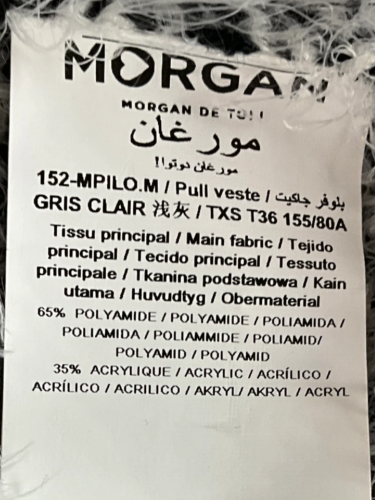 MORGAN
MORGAN DE TOI!
مورغان
مورغان دوتوا!
152-MPILO.M / Pull veste / بلوفر جاكيت /
GRIS CLAIR 浅灰 / TXS T36 155/80A
Tissu principal / Main fabric / Tejido
principal / Tecido principal / Tessuto
principale / Tkanina podstawowa / Kain
utama / Huvudtyg / Obermaterial
65% POLYAMIDE / POLYAMIDE / POLIAMIDA /
POLIAMIDA / POLIAMMIDE / POLIAMID/
POLYAMID / POLYAMID
35% ACRYLIQUE / ACRYLIC / ACRÍLICO /
ACRÍLICO / ACRILICO / AKRYL/ AKRYL / ACRYL